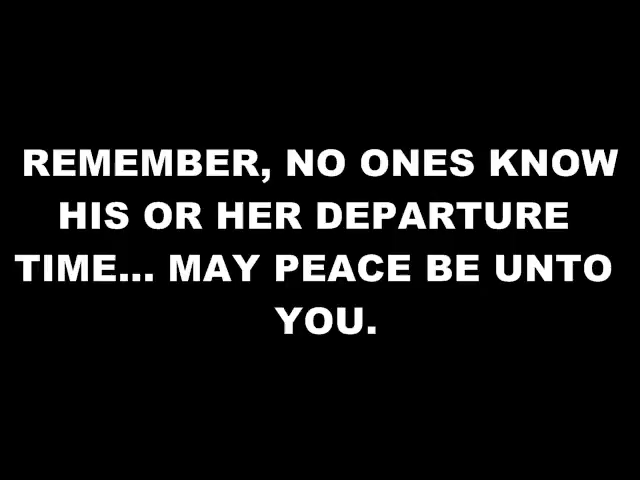 REMEMBER, NO ONES KNOW
HIS OR HER DEPARTURE
TIME... MAY PEACE BE UNTO
YOU.